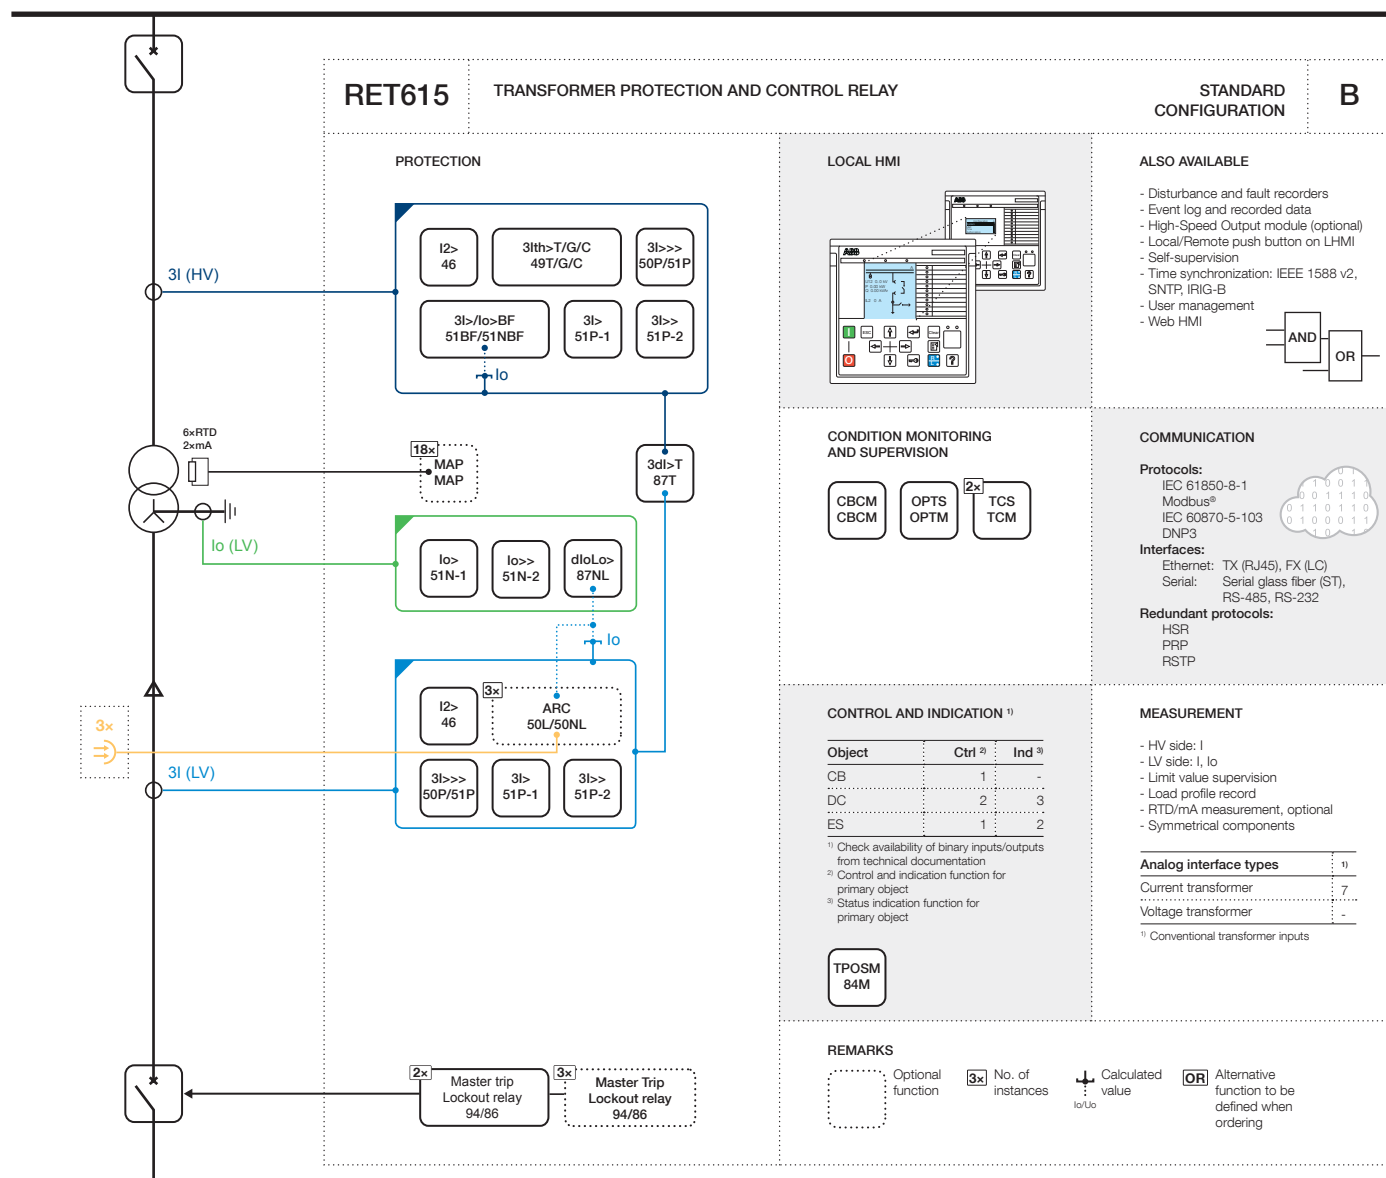 RET615
TRANSFORMER PROTECTION AND CONTROL RELAY
STANDARD
CONFIGURATION
B
PROTECTION
3I (HV)
I2>
46
3Ith>T/G/C
49T/G/C
3I>>>
50P/51P
3I>/Io>BF
51BF/51NBF
3I>
51P-1
3I>>
51P-2
Io
6xRTD
2xmA
18×
MAP
MAP
3dI>T
87T
Io (LV)
Io>
51N-1
Io>>
51N-2
dIoLo>
87NL
Io
I2>
46
3×
ARC
50L/50NL
3×
3I (LV)
3I>>>
50P/51P
3I>
51P-1
3I>>
51P-2
2×
Master trip
Lockout relay
94/86
3×
Master Trip
Lockout relay
94/86
LOCAL HMI
ABB
ABB
ESC
Clear
I
O
ALSO AVAILABLE
- Disturbance and fault recorders
- Event log and recorded data
- High-Speed Output module (optional)
- Local/Remote push button on LHMI
- Self-supervision
- Time synchronization: IEEE 1588 v2,
SNTP, IRIG-B
- User management
- Web HMI
AND
OR
CONDITION MONITORING
AND SUPERVISION
CBCM
CBCM
OPTS
OPTM
2×
TCS
TCM
COMMUNICATION
Protocols:
IEC 61850-8-1
Modbus®
IEC 60870-5-103
DNP3
Interfaces:
Ethernet: TX (RJ45), FX (LC)
Serial: Serial glass fiber (ST),
RS-485, RS-232
Redundant protocols:
HSR
PRP
RSTP
CONTROL AND INDICATION 1)
Object Ctrl 2) Ind 3)
CB 1 -
DC 2 3
ES 1 2
1) Check availability of binary inputs/outputs
from technical documentation
2) Control and indication function for
primary object
3) Status indication function for
primary object
TPOSM
84M
MEASUREMENT
- HV side: I
- LV side: I, Io
- Limit value supervision
- Load profile record
- RTD/mA measurement, optional
- Symmetrical components
Analog interface types 1)
Current transformer 7
Voltage transformer -
1) Conventional transformer inputs
REMARKS
Optional
function
3×
No. of
instances
Io/Uo
Calculated
value
OR
Alternative
function to be
defined when
ordering